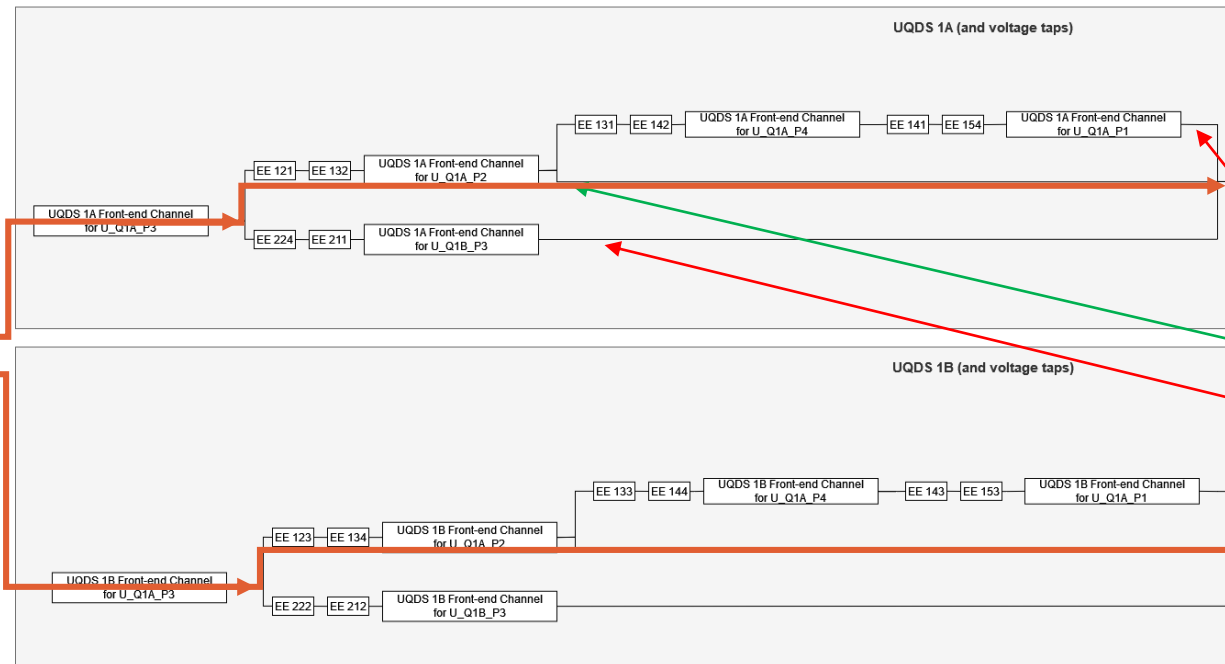 UQDS 1A (and voltage taps)
EE 131
EE 142
UQDS 1A Front-end Channel
for U_Q1A_P4
EE 141
EE 154
UQDS 1A Front-end Channel
for U_Q1A_P1
EE 121
EE 132
UQDS 1A Front-end Channel
for U_Q1A_P2
UQDS 1A Front-end Channel
for U_Q1A_P3
EE 224
EE 211
UQDS 1A Front-end Channel
for U_Q1B_P3
UQDS 1B (and voltage taps)
EE 133
EE 144
UQDS 1B Front-end Channel
for U_Q1A_P4
EE 143
EE 153
UQDS 1B Front-end Channel
for U_Q1A_P1
EE 123
EE 134
UQDS 1B Front-end Channel
for U_Q1A_P2
UQDS 1B Front-end Channel
for U_Q1A_P3
EE 222
EE 212
UQDS 1B Front-end Channel
for U_Q1B_P3